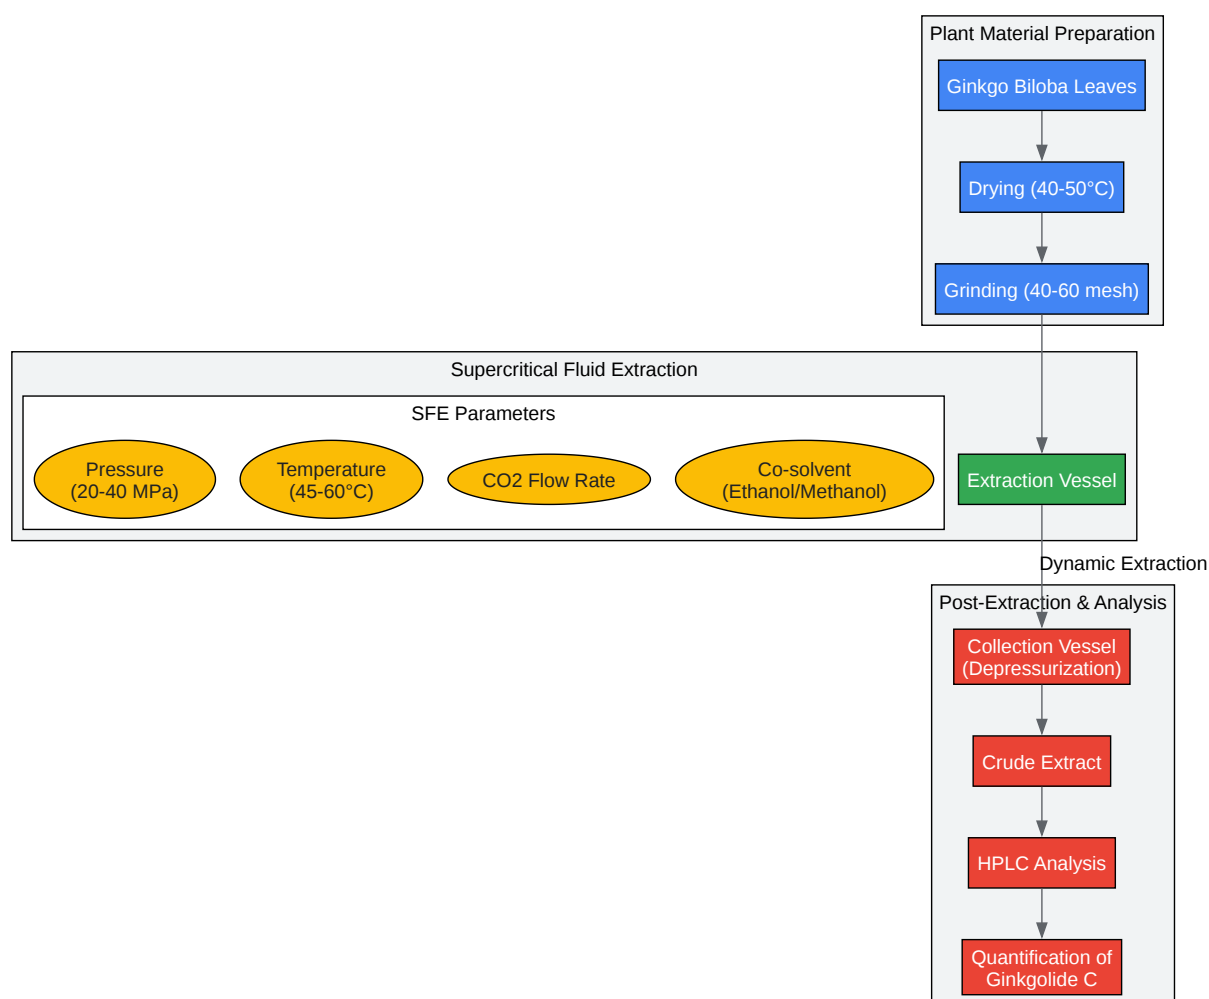 Plant Material Preparation
Ginkgo Biloba Leaves
Drying (40-50°C)
Grinding (40-60 mesh)
Supercritical Fluid Extraction
SFE Parameters
Pressure
(20-40 MPa)
Temperature
(45-60°C)
CO2 Flow Rate
Co-solvent
(Ethanol/Methanol)
Extraction Vessel
Dynamic Extraction
Post-Extraction & Analysis
Collection Vessel
(Depressurization)
Crude Extract
HPLC Analysis
Quantification of
Ginkgolide C